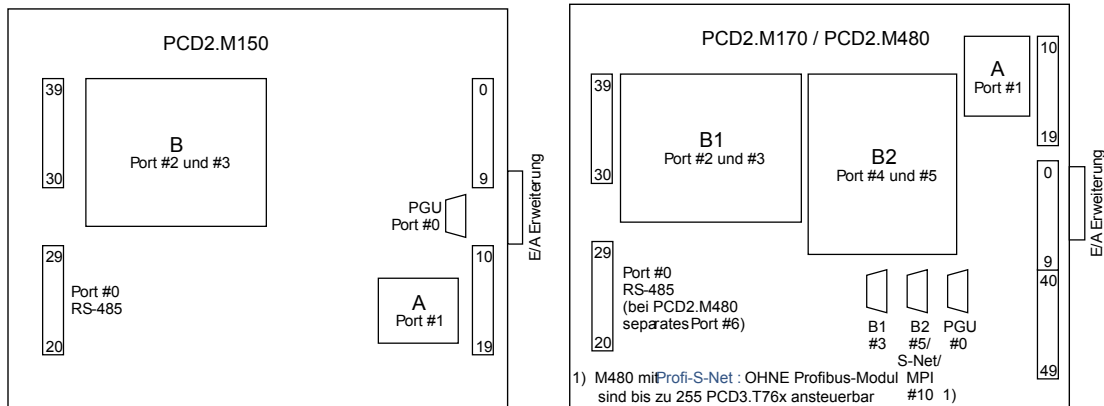 PCD2.M150
39
30
B
Port #2 und #3
0
9
PGU
Port #0
E/A Erweiterung
29
20
Port #0
RS-485
A
Port #1
10
19
PCD2.M170 / PCD2.M480
39
30
B1
Port #2 und #3
B2
Port #4 und #5
A
Port #1
10
19
0
9
E/A Erweiterung
29
20
Port #0
RS-485
(bei PCD2.M480
separates Port #6)
B1
#3
B2
#5/
S-Net/
MPI
#10 1)
PGU
#0
40
49
1) M480 mit Profi-S-Net : OHNE Profibus-Modul
sind bis zu 255 PCD3.T76x ansteuerbar